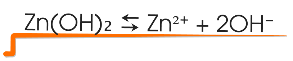 Zn(OH)₂ ⇆ Zn²⁺ + 2OH⁻